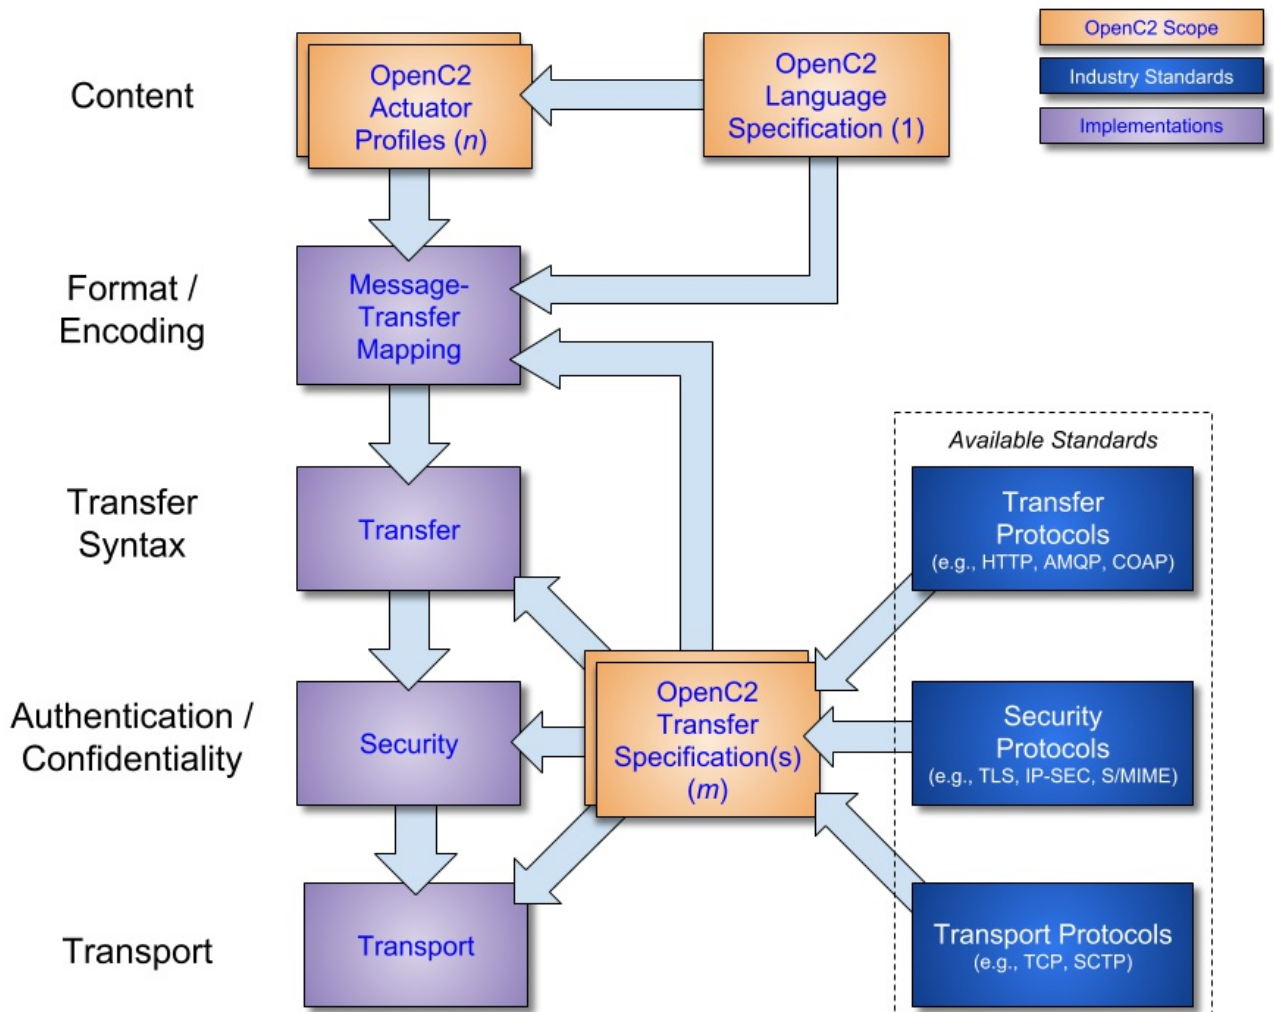 OpenC2 Scope
Industry Standards
Implementations
Content
OpenC2
Actuator
Profiles (n)
OpenC2
Language
Specification (1)
Format /
Encoding
Message-
Transfer
Mapping
Transfer
Syntax
Transfer
Available Standards
Transfer
Protocols
(e.g., HTTP, AMQP, COAP)
Authentication /
Confidentiality
Security
OpenC2
Transfer
Specification(s)
(m)
Security
Protocols
(e.g., TLS, IP-SEC, S/MIME)
Transport
Transport
Transport Protocols
(e.g., TCP, SCTP)